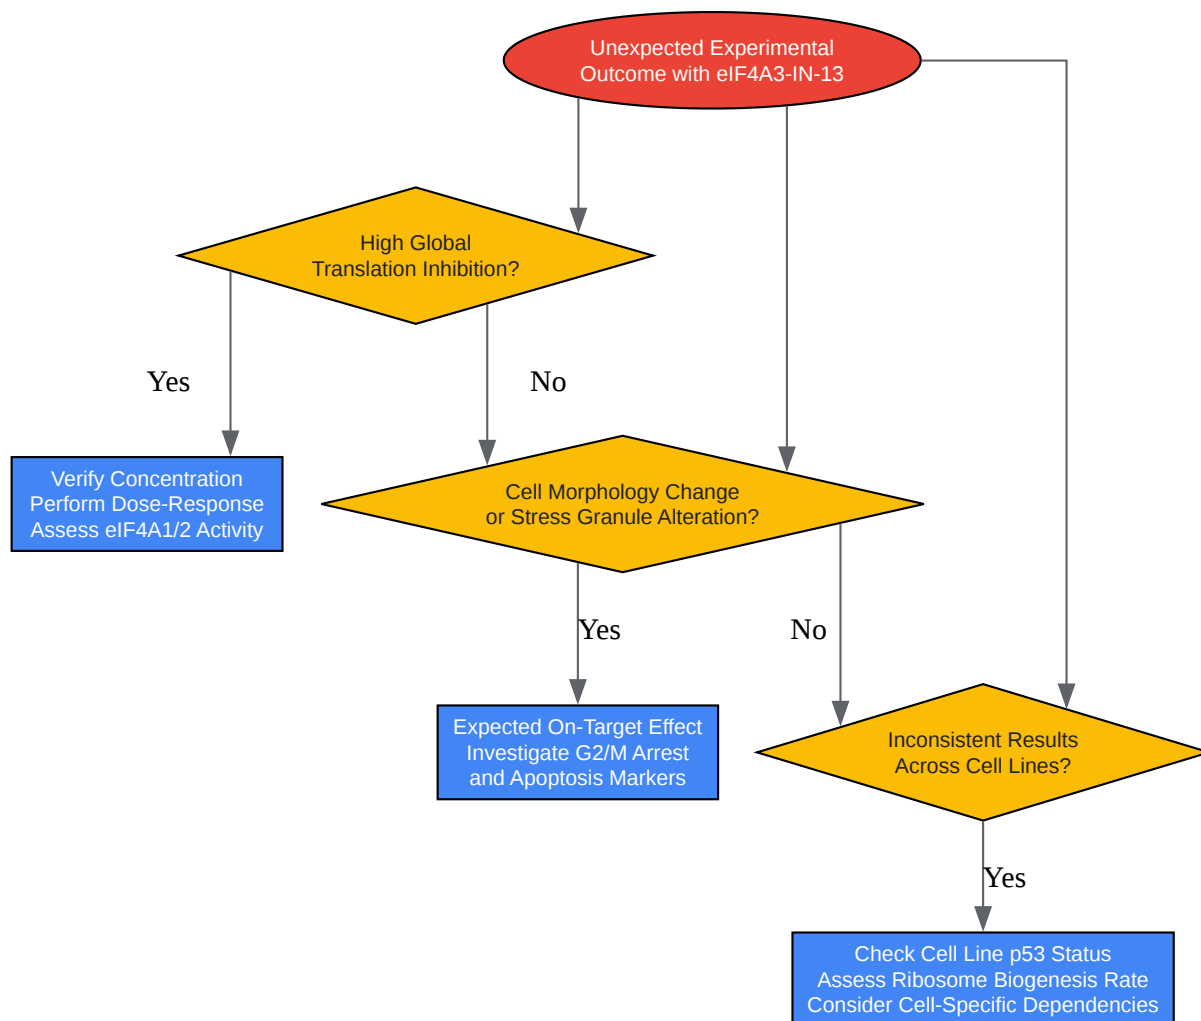 Unexpected Experimental
Outcome with eIF4A3-IN-13
High Global
Translation Inhibition?
Yes
No
Verify Concentration
Perform Dose-Response
Assess eIF4A1/2 Activity
Cell Morphology Change
or Stress Granule Alteration?
Yes
No
Expected On-Target Effect
Investigate G2/M Arrest
and Apoptosis Markers
Inconsistent Results
Across Cell Lines?
Yes
Check Cell Line p53 Status
Assess Ribosome Biogenesis Rate
Consider Cell-Specific Dependencies